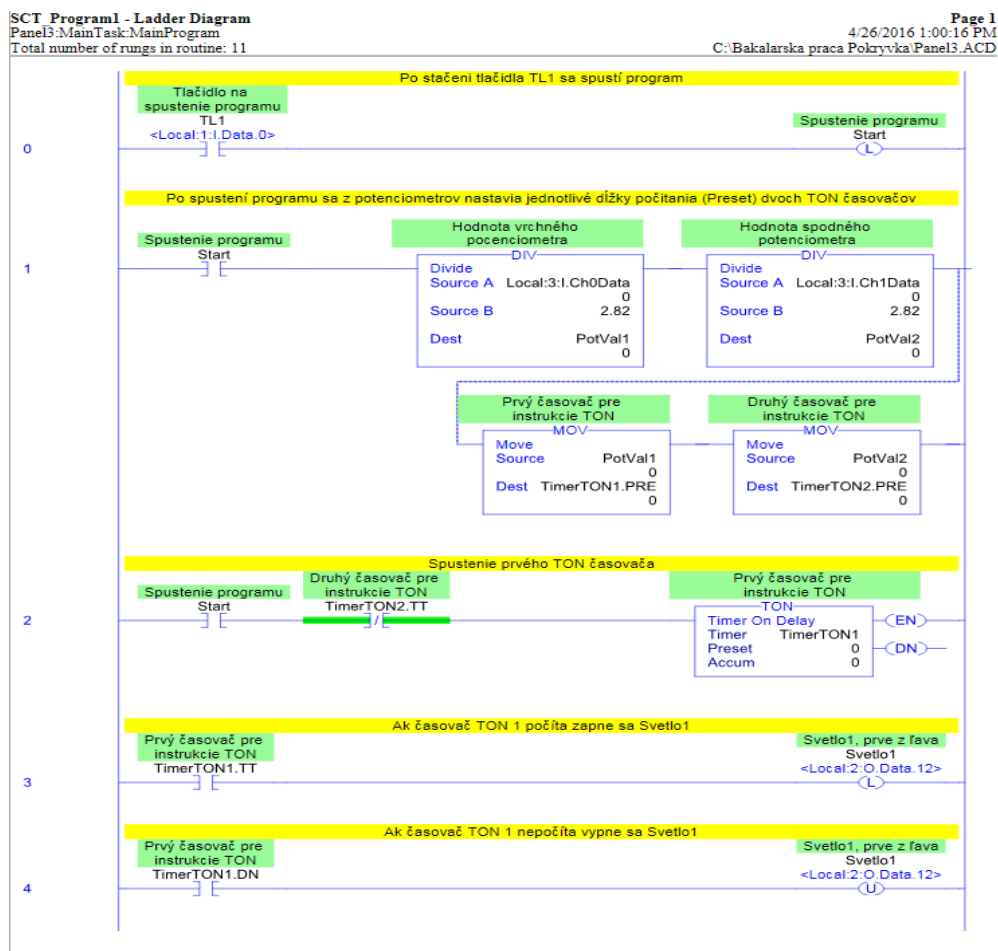 SCT_Program1 - Ladder Diagram
Page 1
Panel3:MainTask:MainProgram
4/26/2016 1:00:16 PM
Total number of rungs in routine: 11
C:\Bakalarska praca Pokryvka\Panel3.ACD
Po stačeni tlačidla TL1 sa spustí program
Tlačidlo na
spustenie programu
TL1
<Local:1:I.Data.0>
Spustenie programu
Start
0
L
Po spustení programu sa z potenciometrov nastavia jednotlivé dĺžky počitania (Preset) dvoch TON časovačov
Spustenie programu
Start
1
Hodnota vrchného
pocenciometra
DIV
Divide
Source A Local:3:I.Ch0Data
0
Source B 2.82
Dest PotVal1
0
Hodnota spodného
potenciometra
DIV
Divide
Source A Local:3:I.Ch1Data
0
Source B 2.82
Dest PotVal2
0
Prvý časovač pre
instrukcie TON
MOV
Move
Source PotVal1
0
Dest TimerTON1.PRE
0
Druhý časovač pre
instrukcie TON
MOV
Move
Source PotVal2
0
Dest TimerTON2.PRE
0
Spustenie prvého TON časovača
Spustenie programu
Start
2
Druhý časovač pre
instrukcie TON
TimerTON2.TT
/
Prvý časovač pre
instrukcie TON
TON
Timer On Delay
Timer TimerTON1
Preset 0
Accum 0
EN
DN
Ak časovač TON 1 počíta zapne sa Svetlo1
Prvý časovač pre
instrukcie TON
TimerTON1.TT
3
Svetlo1, prve z ľava
Svetlo1
<Local:2:O.Data.12>
L
Ak časovač TON 1 nepočíta vypne sa Svetlo1
Prvý časovač pre
instrukcie TON
TimerTON1.DN
4
Svetlo1, prve z ľava
Svetlo1
<Local:2:O.Data.12>
U